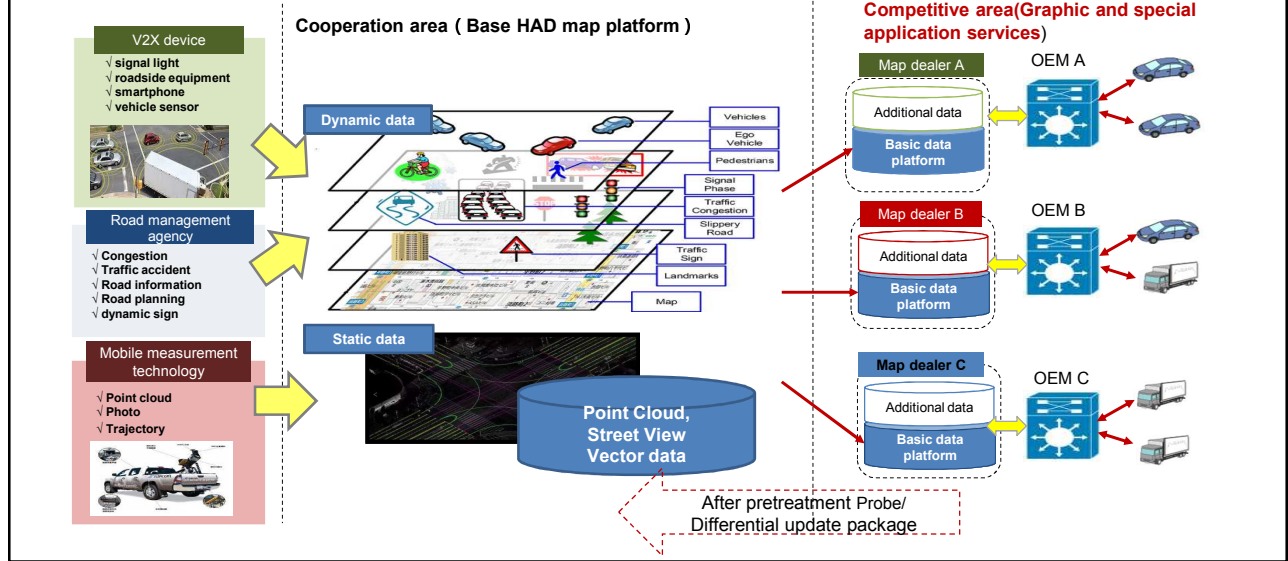 V2X device
√ signal light
√ roadside equipment
√ smartphone
√ vehicle sensor
Road management
agency
√ Congestion
√ Traffic accident
√ Road information
√ Road planning
√ dynamic sign
Mobile measurement
technology
√ Point cloud
√ Photo
√ Trajectory
Cooperation area ( Base HAD map platform )
Dynamic data
Vehicles
Ego
Vehicle
Pedestrians
Signal
Phase
Traffic
Congestion
Slippery
Road
Traffic
Sign
Landmarks
Map
Static data
Point Cloud,
Street View
Vector data
After pretreatment Probe/
Differential update package
Competitive area(Graphic and special
application services)
Map dealer A
Additional data
Basic data
platform
OEM A
Map dealer B
Additional data
Basic data
platform
OEM B
Map dealer C
Additional data
Basic data
platform
OEM C